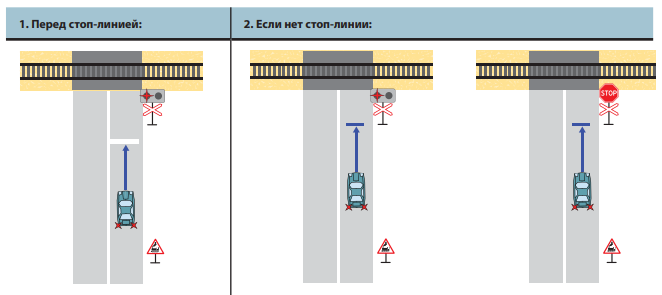 1. Перед стоп-линией:
2. Если нет стоп-линии:
STOP